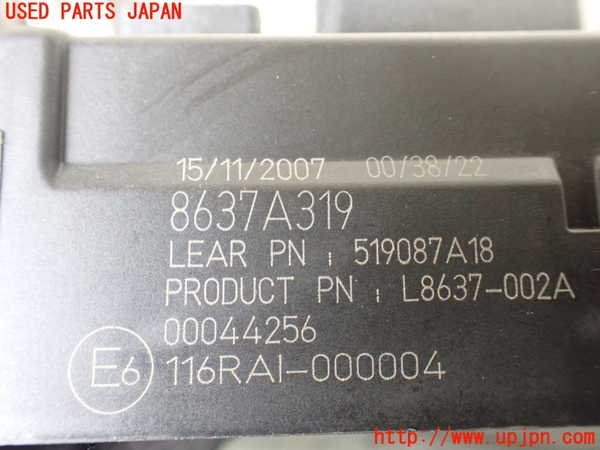 USED PARTS JAPAN
15/11/2007 00/38/22
8637A319
LEAR PN : 519087A18
PRODUCT PN : L8637-002A
00044256
E6 116RAI-000004
http://www.upjpn.com/